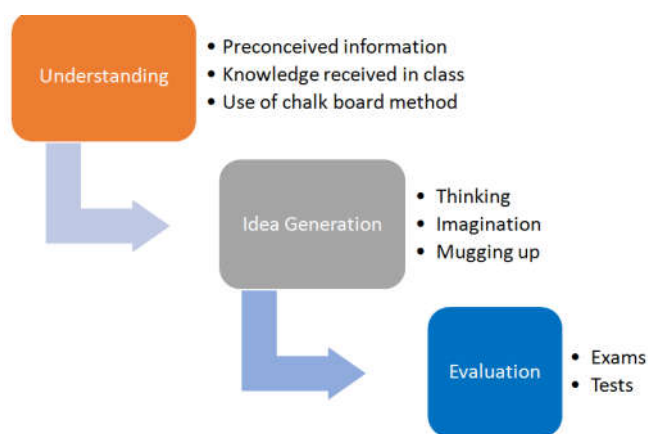 Understanding
• Preconceived information
• Knowledge received in class
• Use of chalk board method
Idea Generation
• Thinking
• Imagination
• Mugging up
Evaluation
• Exams
• Tests